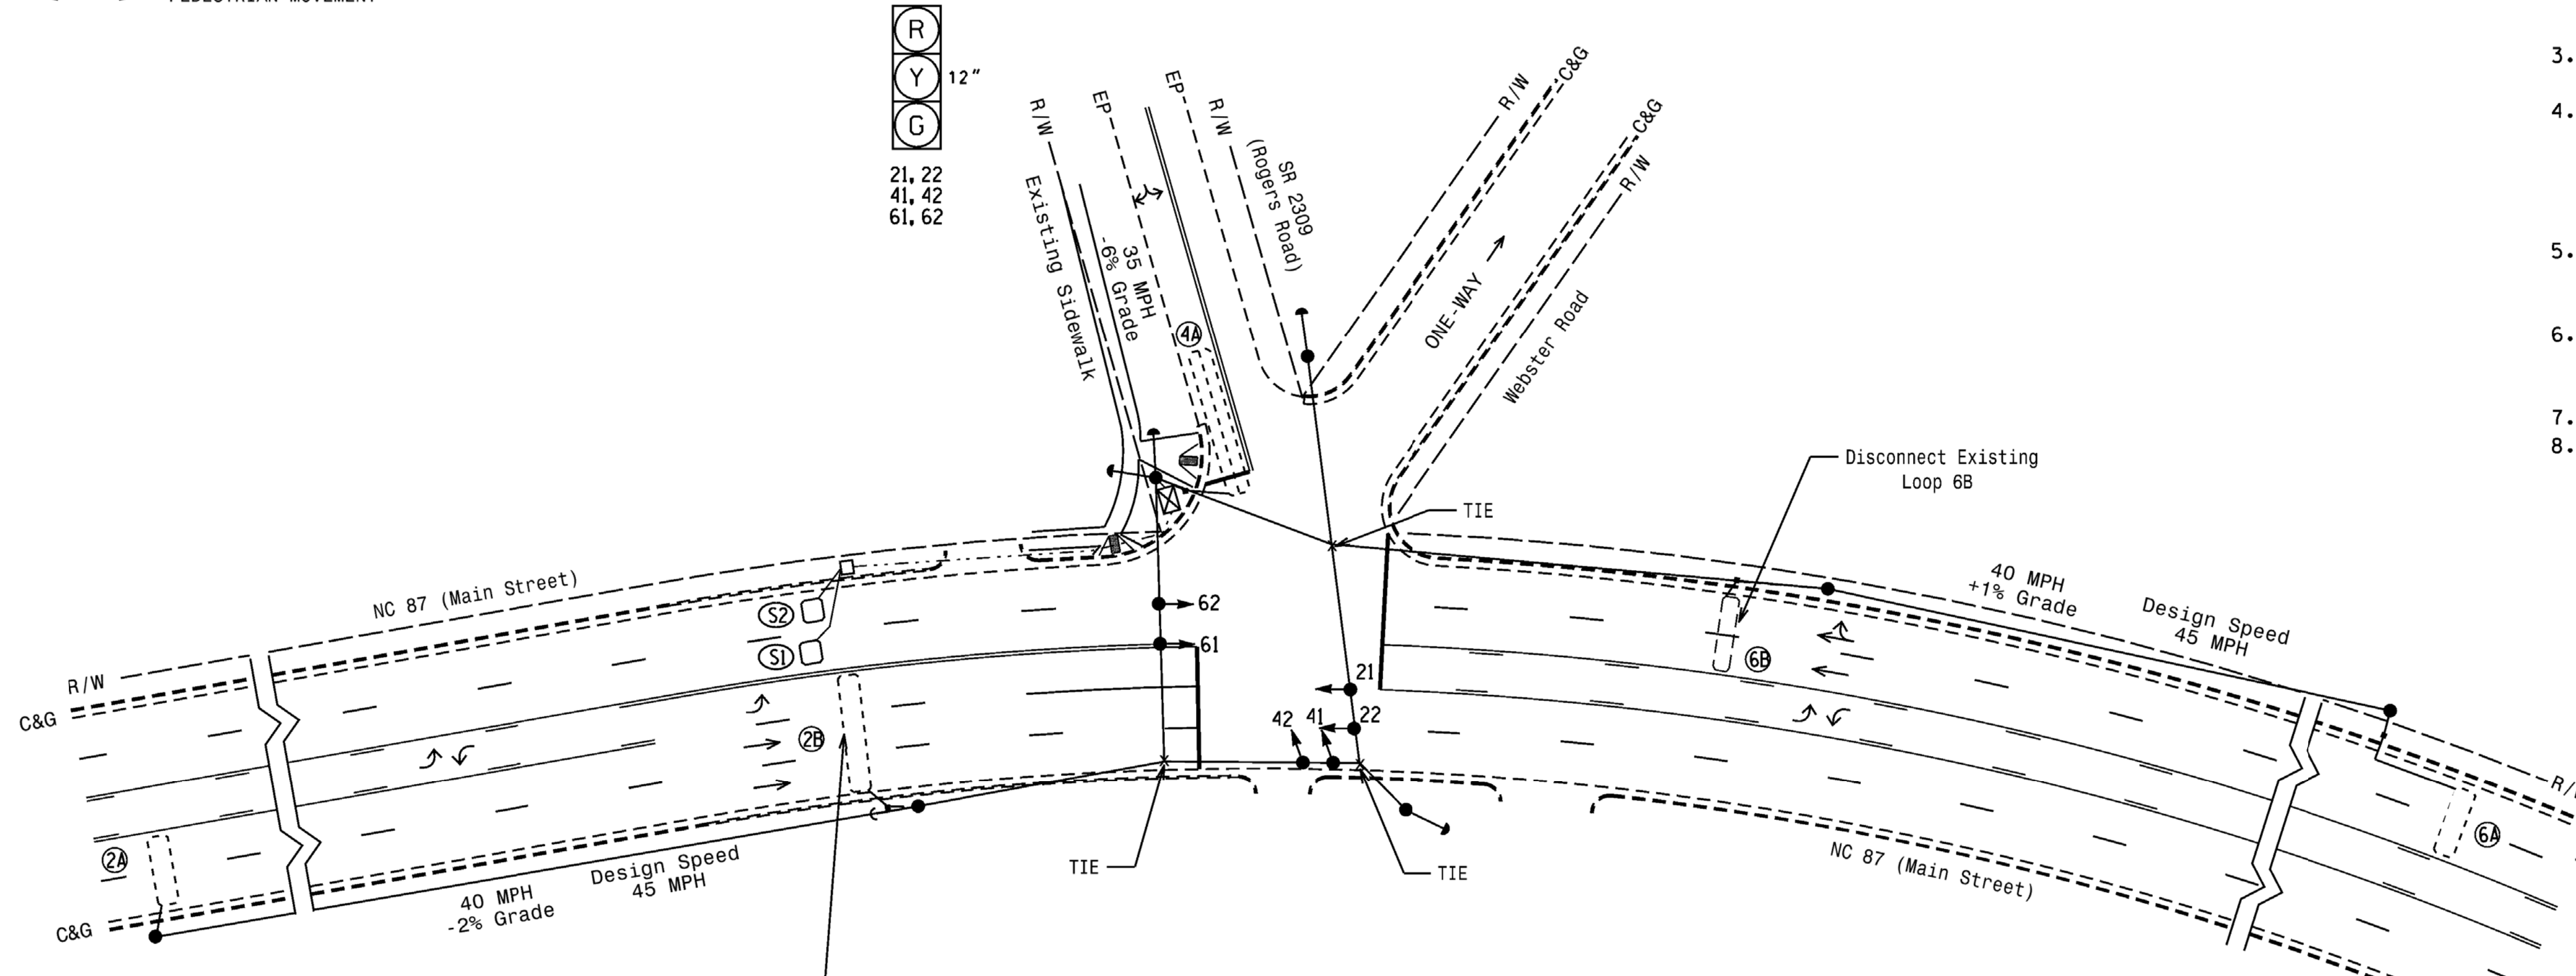 PEDESTRIAN MOVEMENT
R
Y
G
12"
21, 22
41, 42
61, 62
3.
4.
5.
6.
7.
8.
R/W
EP
EP
R/W
SR 2309
(Rogers Road)
Existing Sidewalk
35 MPH
-6% Grade
4A
R/W
C&G
C&G
R/W
ONE-WAY
Webster Road
Disconnect Existing
Loop 6B
TIE
NC 87 (Main Street)
R/W
C&G
S2
S1
62
61
21
22
42
41
2B
2A
6B
6A
40 MPH
+1% Grade
Design Speed
45 MPH
R/W
C&G
40 MPH
-2% Grade
Design Speed
45 MPH
TIE
TIE
NC 87 (Main Street)